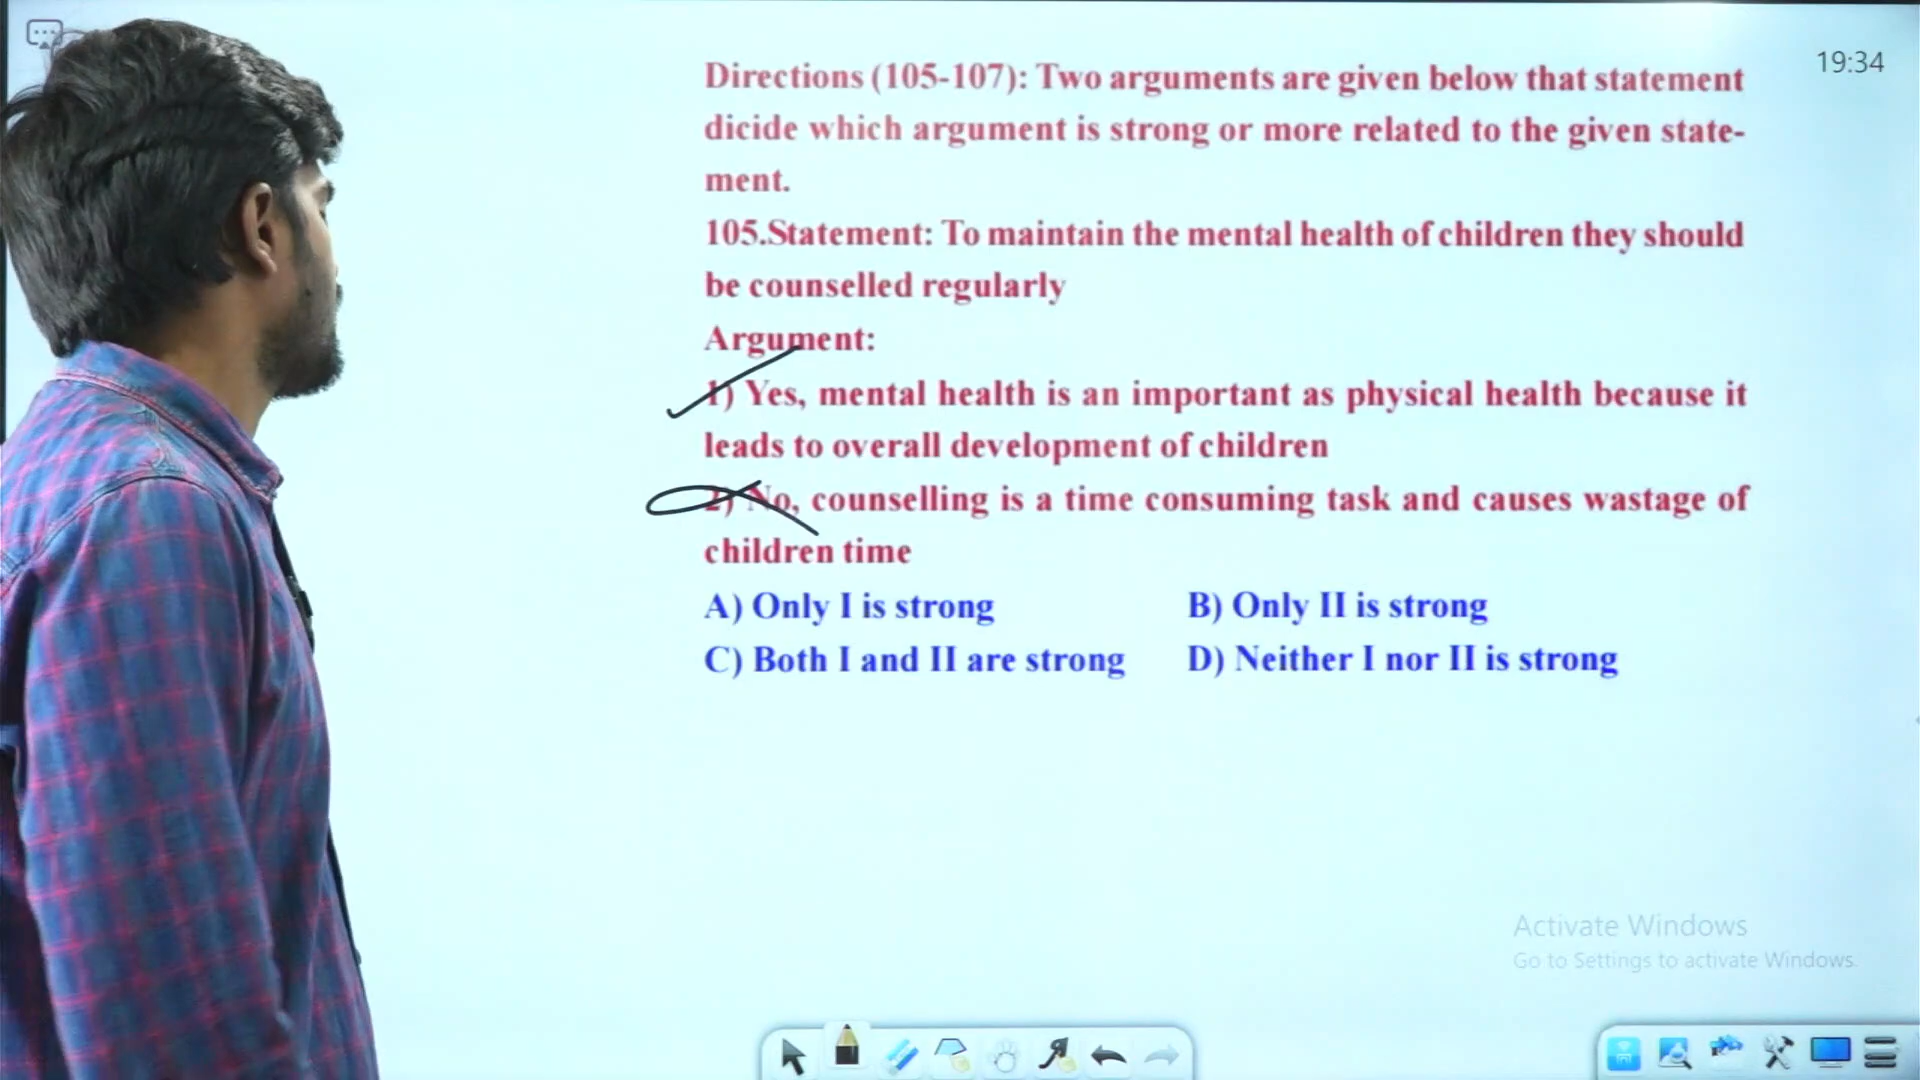 19:34
Directions (105-107): Two arguments are given below that statement
dicide which argument is strong or more related to the given state-
ment.
105.Statement: To maintain the mental health of children they should
be counselled regularly
Argument:
1) Yes, mental health is an important as physical health because it
leads to overall development of children
2) No, counselling is a time consuming task and causes wastage of
children time
A) Only I is strong
B) Only II is strong
C) Both I and II are strong
D) Neither I nor II is strong
Activate Windows
Go to Settings to activate Windows.